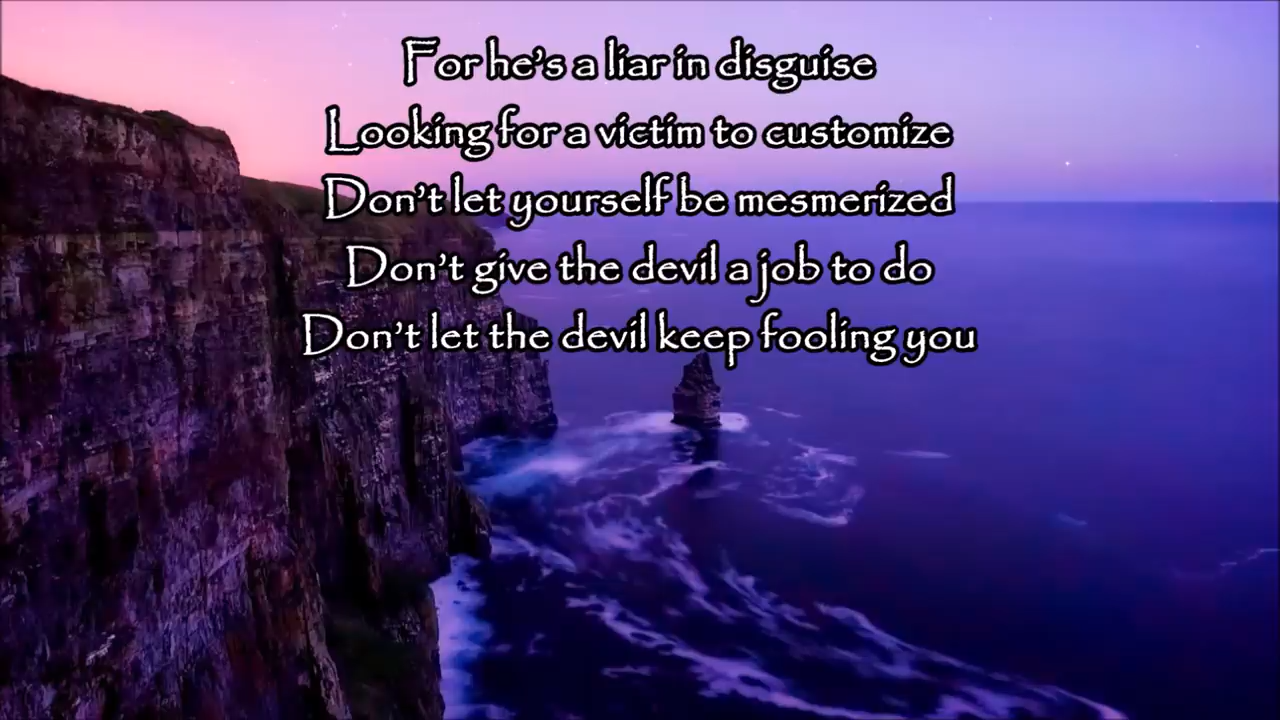 For he's a liar in disguise
Looking for a victim to customize
Don't let yourself be mesmerized
Don't give the devil a job to do
Don't let the devil keep fooling you